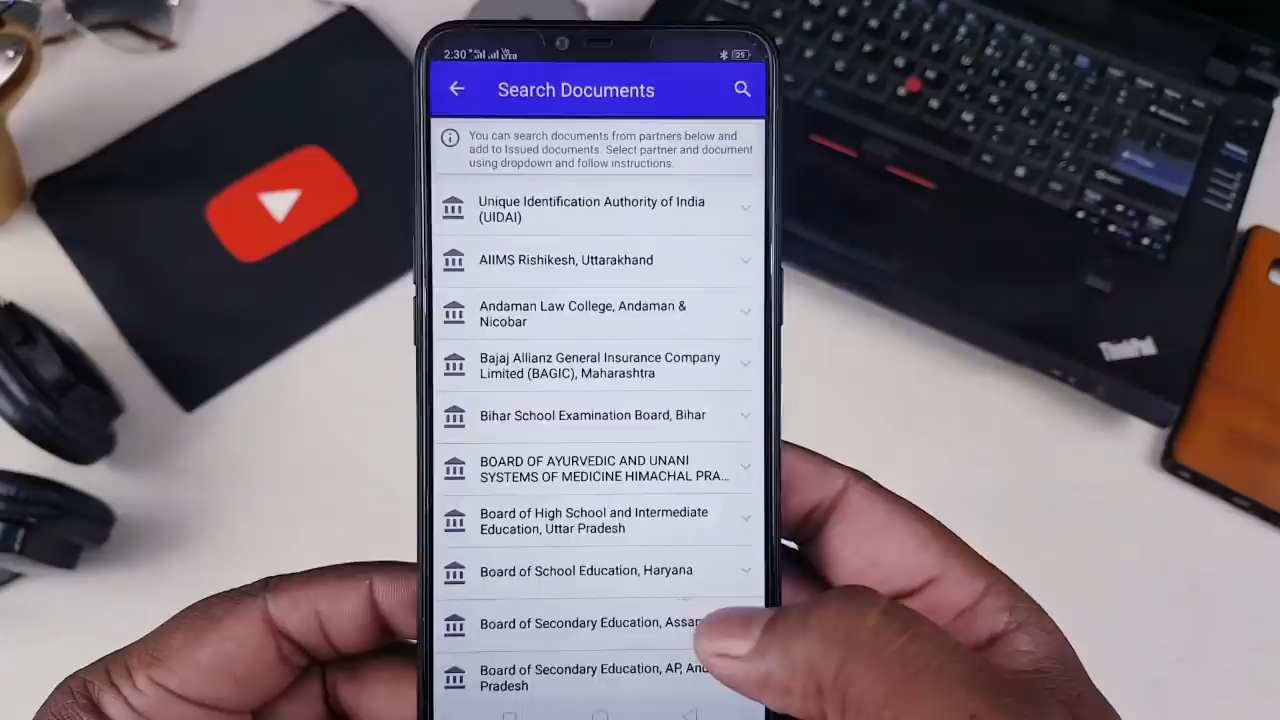 2:30
25
Search Documents
You can search documents from partners below and
add to Issued documents. Select partner and document
using dropdown and follow instructions.
Unique Identification Authority of India
(UIDAI)
AIIMS Rishikesh, Uttarakhand
Andaman Law College, Andaman &
Nicobar
Bajaj Allianz General Insurance Company
Limited (BAGIC), Maharashtra
Bihar School Examination Board, Bihar
BOARD OF AYURVEDIC AND UNANI
SYSTEMS OF MEDICINE HIMACHAL PRA...
Board of High School and Intermediate
Education, Uttar Pradesh
Board of School Education, Haryana
Board of Secondary Education,
Board of Secondary Education, AP,
Pradesh
ThinkPad